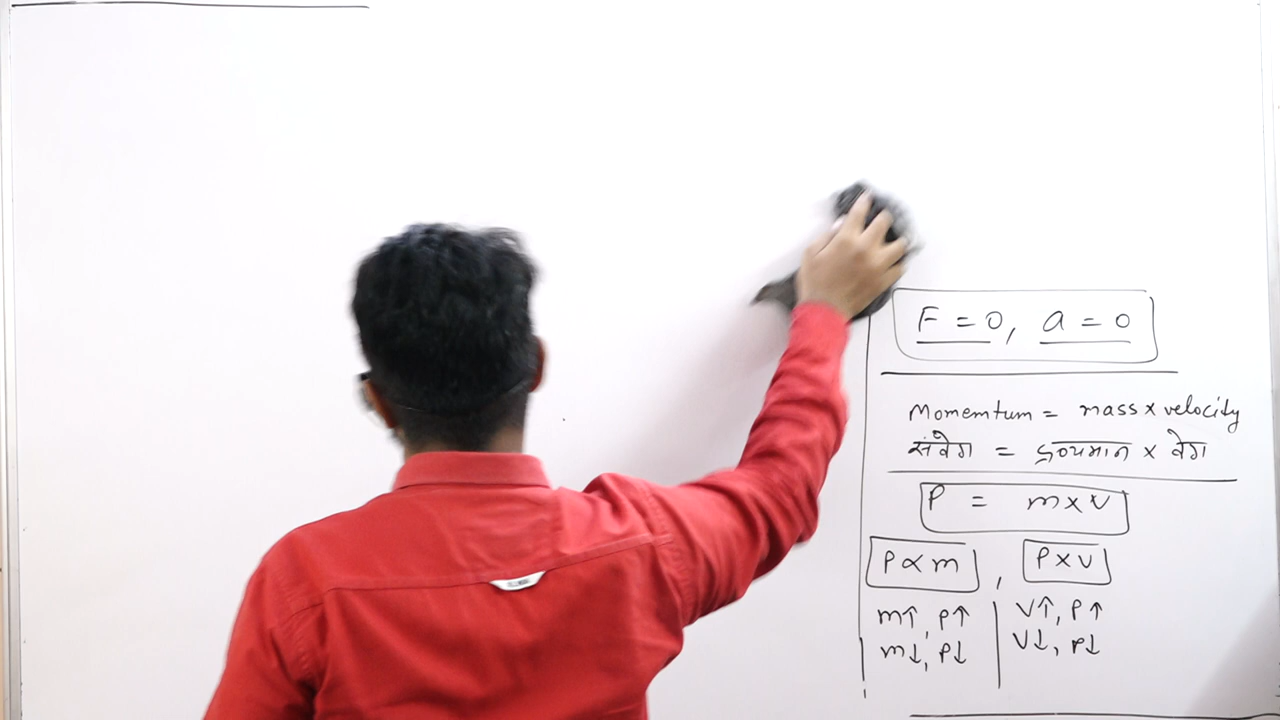 F = 0, a = 0
Momemtum = mass x velocity
संवेग = द्रव्यमान x वेग
P = m x v
P ∝ m , P x v
m↑, P↑ V↑, P↑
m↓, P↓ V↓, P↓